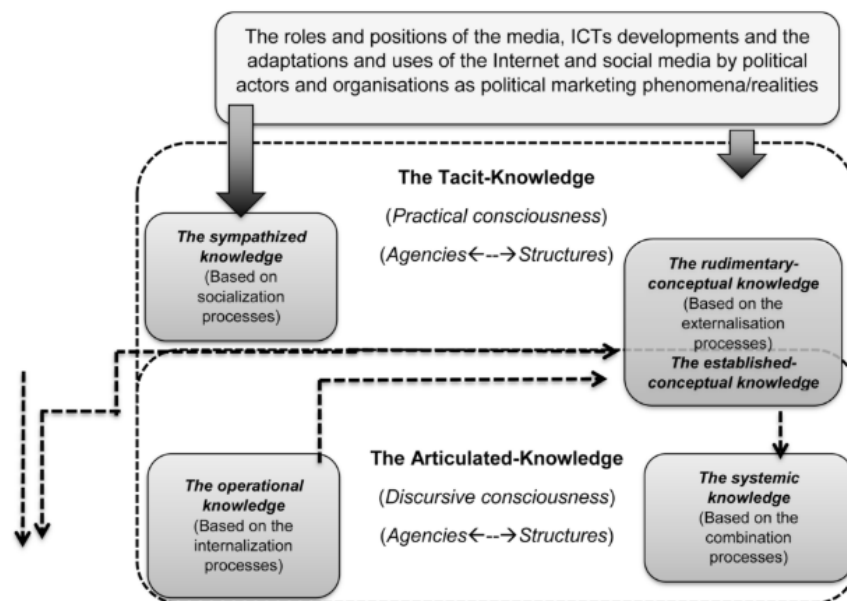 The roles and positions of the media, ICTs developments and the
adaptations and uses of the Internet and social media by political
actors and organisations as political marketing phenomena/realities
The Tacit-Knowledge
(Practical consciousness)
(Agencies←--→Structures)
The sympathized
knowledge
(Based on
socialization
processes)
The rudimentary-
conceptual knowledge
(Based on the
externalisation
processes)
The established-
conceptual knowledge
The Articulated-Knowledge
(Discursive consciousness)
(Agencies←--→Structures)
The operational
knowledge
(Based on the
internalization
processes)
The systemic
knowledge
(Based on the
combination
processes)